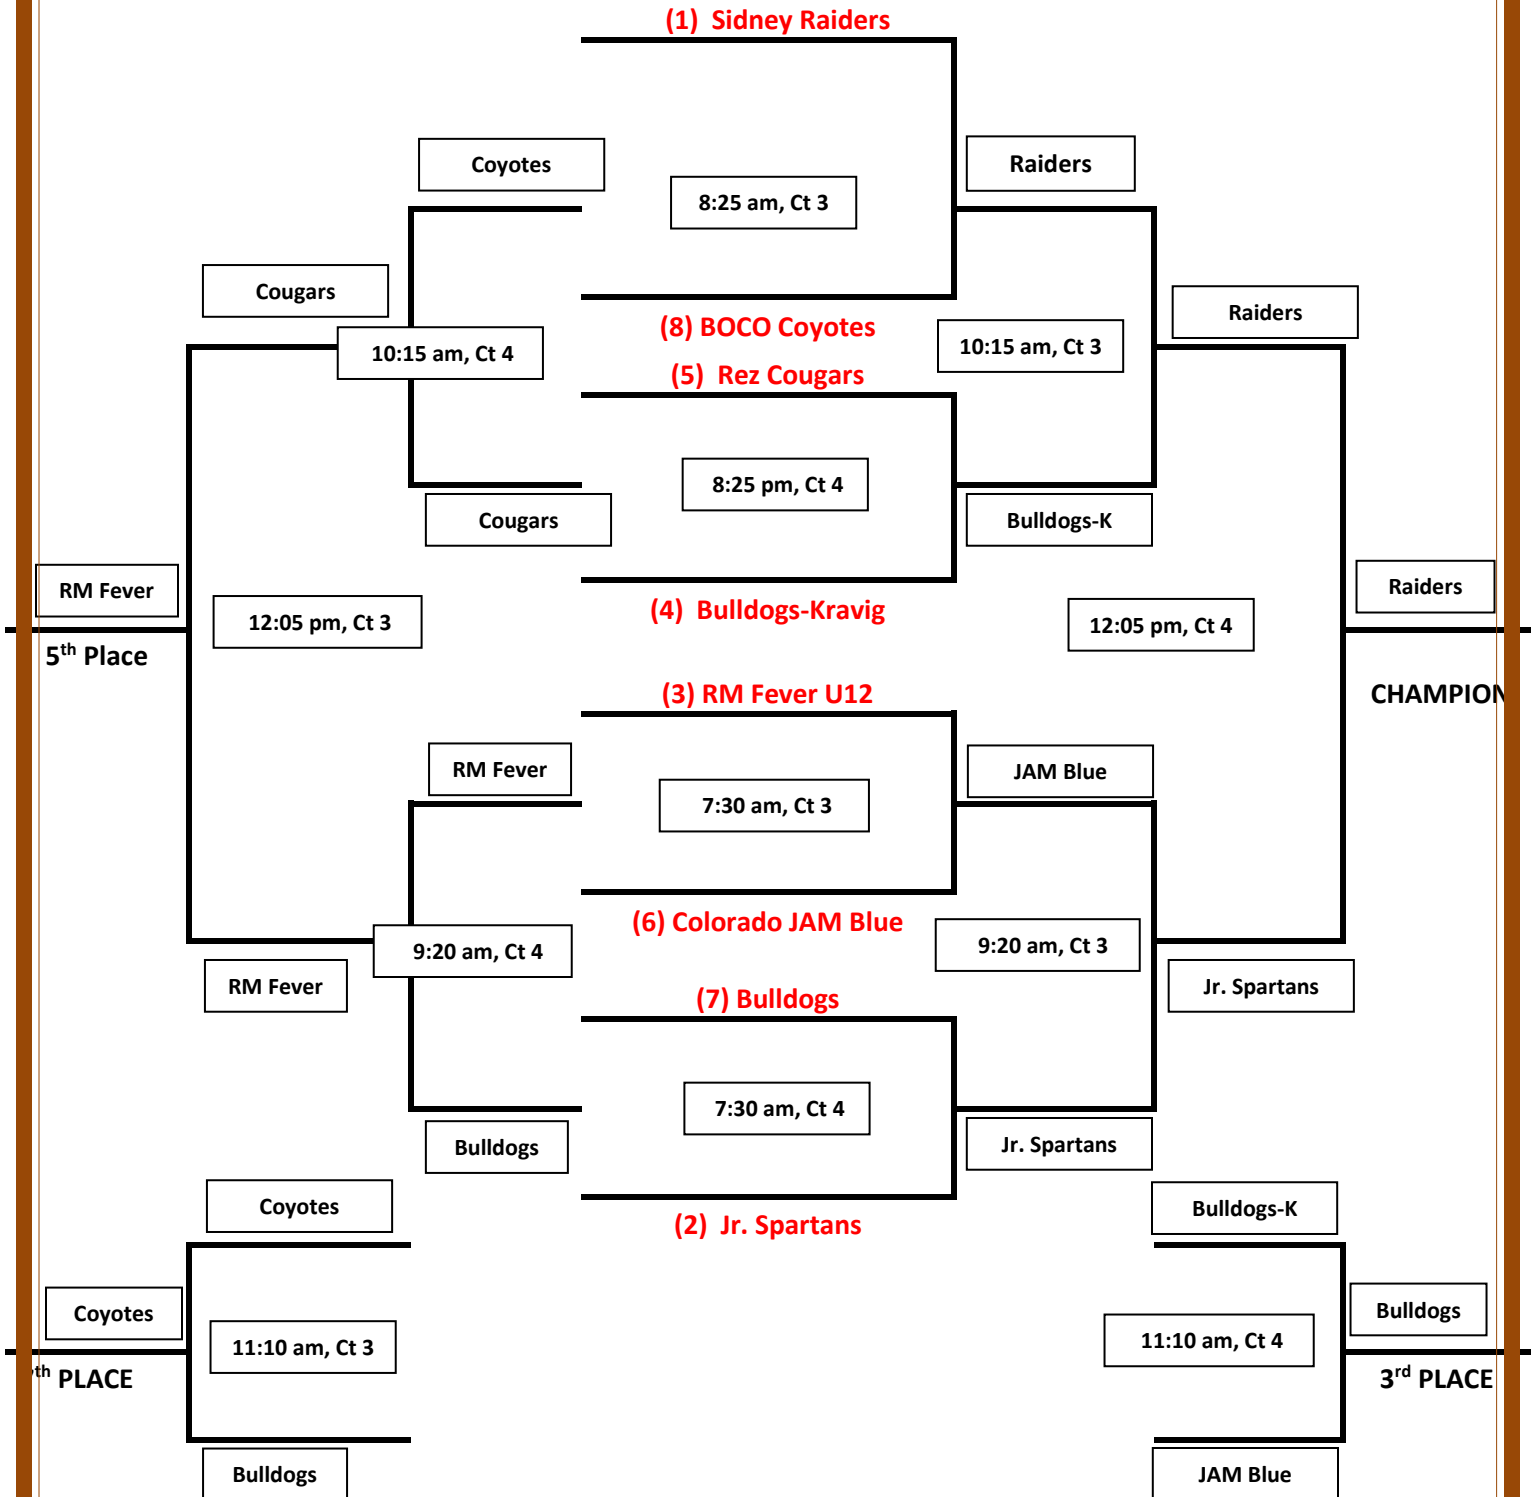 (1) Sidney Raiders
Coyotes
Raiders
8:25 am, Ct 3
Cougars
Raiders
(8) BOCO Coyotes
10:15 am, Ct 4
10:15 am, Ct 3
(5) Rez Cougars
8:25 pm, Ct 4
Cougars
Bulldogs-K
RM Fever
Raiders
(4) Bulldogs-Kravig
12:05 pm, Ct 3
12:05 pm, Ct 4
5th Place
(3) RM Fever U12
CHAMPION
RM Fever
JAM Blue
7:30 am, Ct 3
(6) Colorado JAM Blue
9:20 am, Ct 4
9:20 am, Ct 3
RM Fever
Jr. Spartans
(7) Bulldogs
7:30 am, Ct 4
Bulldogs
Jr. Spartans
Coyotes
Bulldogs-K
(2) Jr. Spartans
Coyotes
Bulldogs
11:10 am, Ct 3
11:10 am, Ct 4
th PLACE
3rd PLACE
Bulldogs
JAM Blue